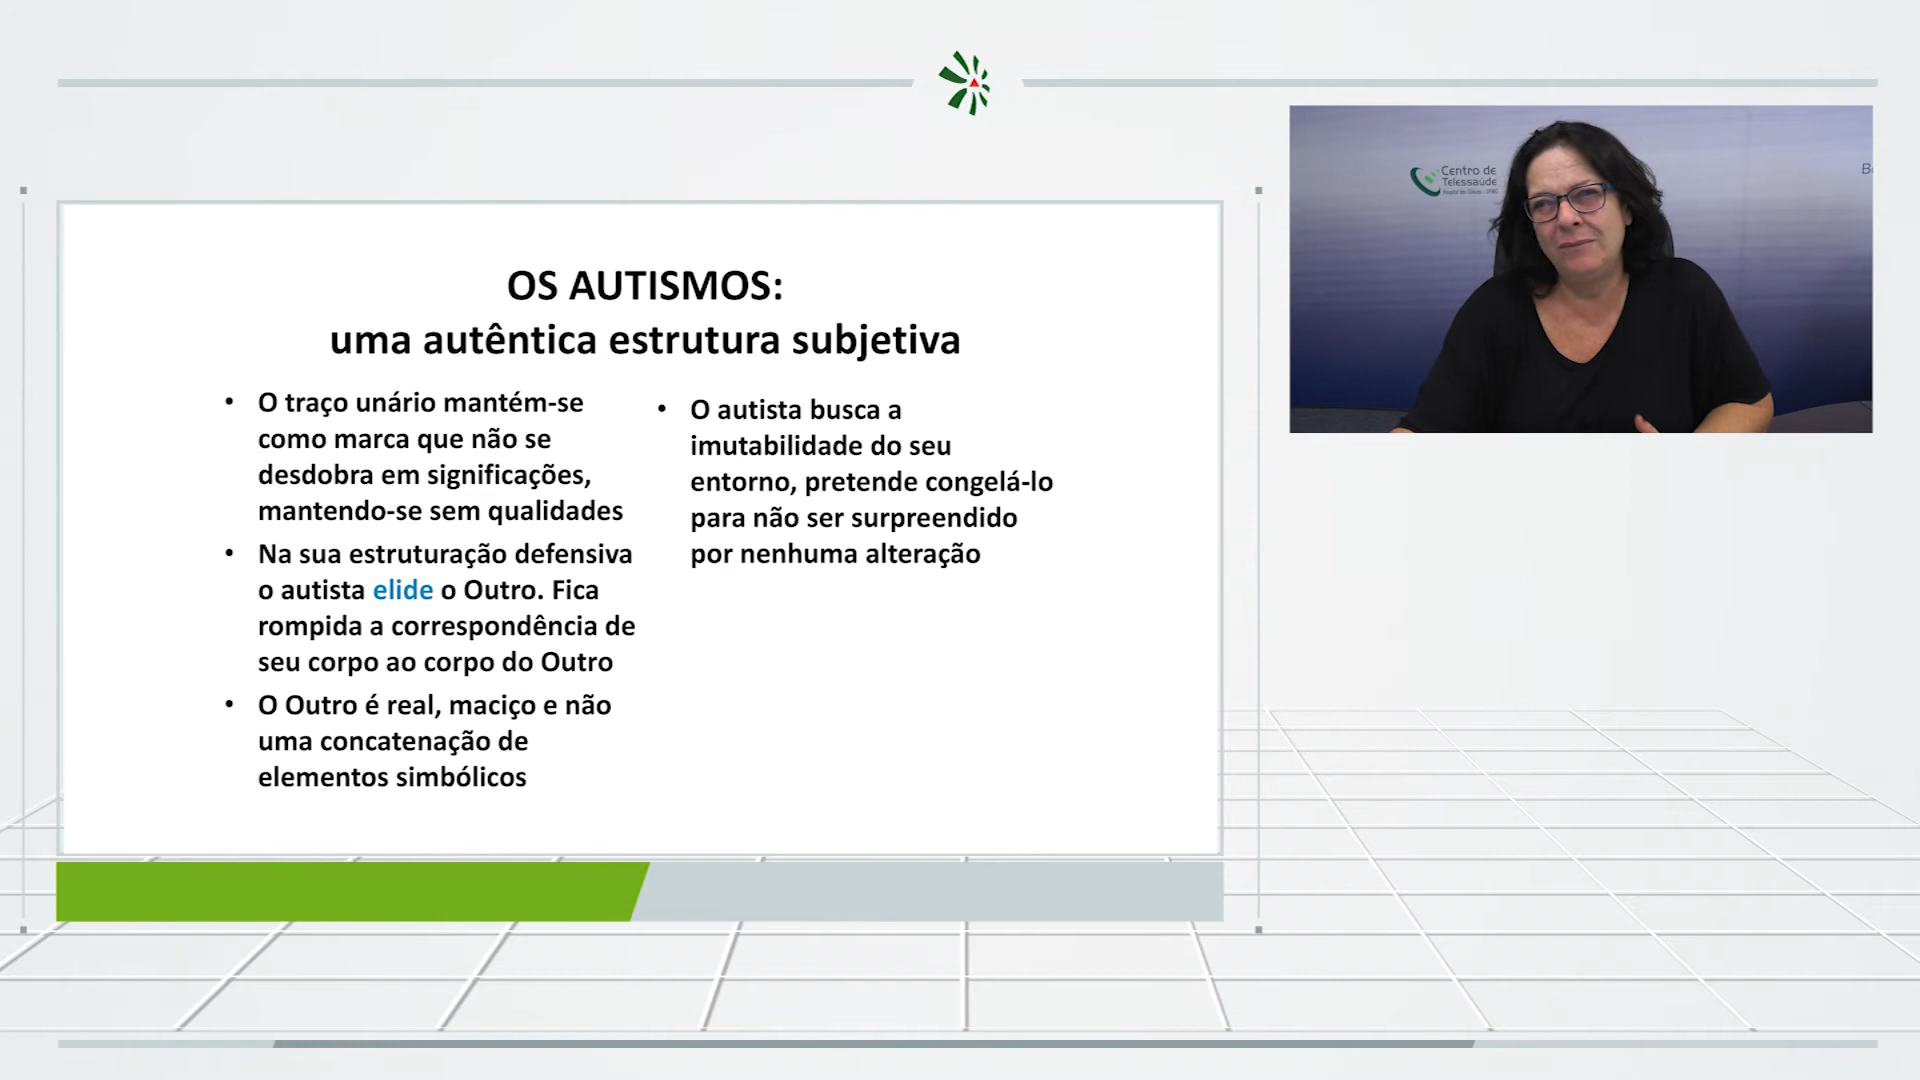 OS AUTISMOS:
uma autêntica estrutura subjetiva
• O traço unário mantém-se
como marca que não se
desdobra em significações,
mantendo-se sem qualidades
• Na sua estruturação defensiva
o autista elide o Outro. Fica
rompida a correspondência de
seu corpo ao corpo do Outro
• O Outro é real, maciço e não
uma concatenação de
elementos simbólicos
• O autista busca a
imutabilidade do seu
entorno, pretende congelá-lo
para não ser surpreendido
por nenhuma alteração
Centro de
Telessaúde